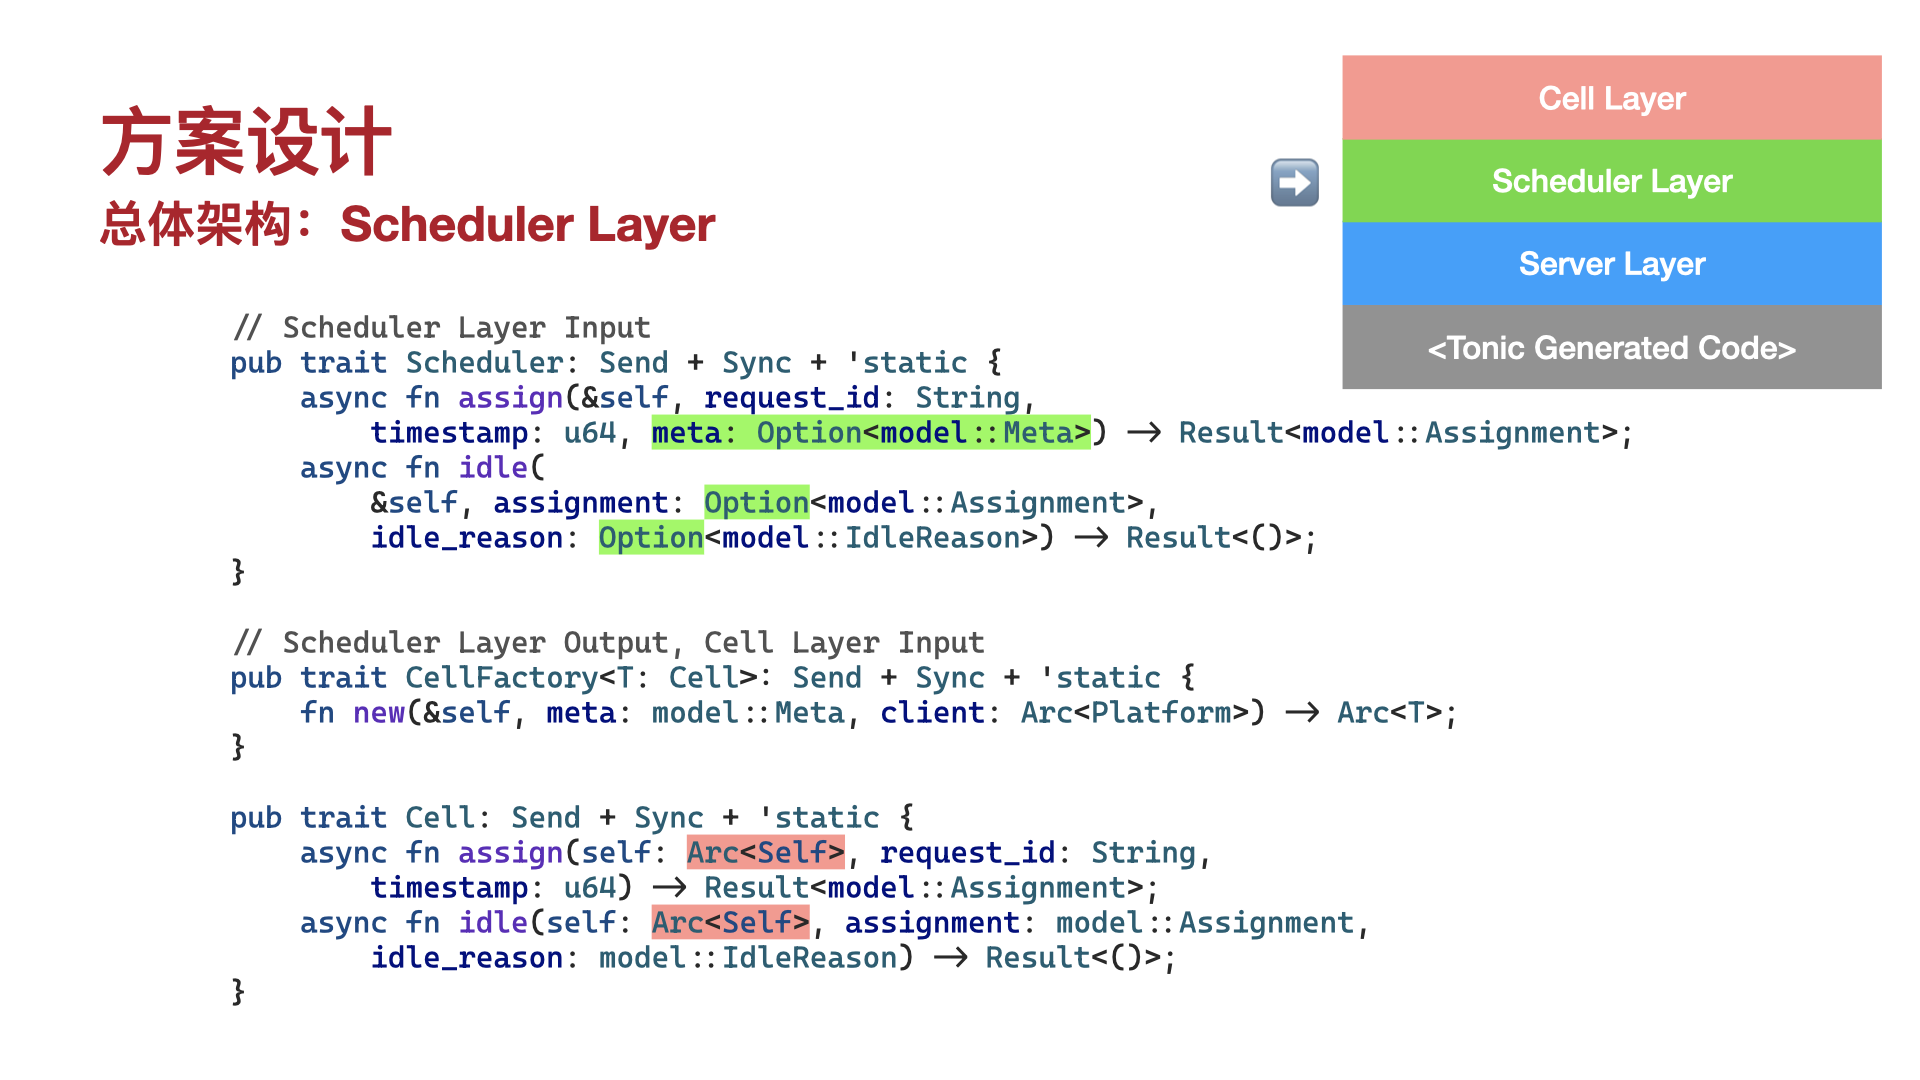 方案设计
总体架构：Scheduler Layer
Cell Layer
Scheduler Layer
Server Layer
<Tonic Generated Code>
// Scheduler Layer Input
pub trait Scheduler: Send + Sync + 'static {
    async fn assign(&self, request_id: String,
        timestamp: u64, meta: Option<model::Meta>) -> Result<model::Assignment>;
    async fn idle(
        &self, assignment: Option<model::Assignment>,
        idle_reason: Option<model::IdleReason>) -> Result<()>;
}
// Scheduler Layer Output, Cell Layer Input
pub trait CellFactory<T: Cell>: Send + Sync + 'static {
    fn new(&self, meta: model::Meta, client: Arc<Platform>) -> Arc<T>;
}
pub trait Cell: Send + Sync + 'static {
    async fn assign(self: Arc<Self>, request_id: String,
        timestamp: u64) -> Result<model::Assignment>;
    async fn idle(self: Arc<Self>, assignment: model::Assignment,
        idle_reason: model::IdleReason) -> Result<()>;
}